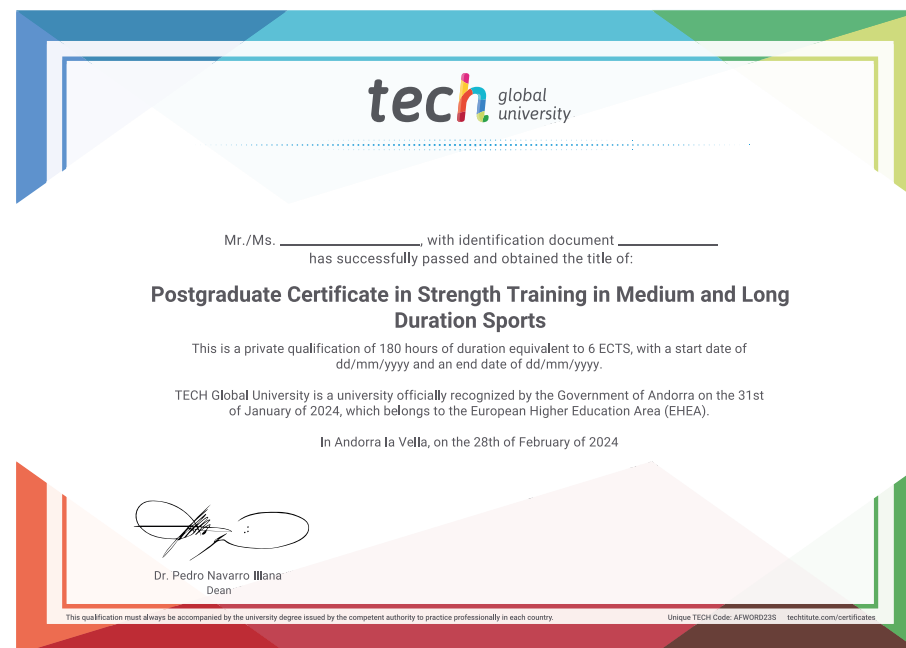 tech global university
Mr./Ms. ____________________, with identification document ______________
has successfully passed and obtained the title of:
Postgraduate Certificate in Strength Training in Medium and Long
Duration Sports
This is a private qualification of 180 hours of duration equivalent to 6 ECTS, with a start date of
dd/mm/yyyy and an end date of dd/mm/yyyy.
TECH Global University is a university officially recognized by the Government of Andorra on the 31st
of January of 2024, which belongs to the European Higher Education Area (EHEA).
In Andorra la Vella, on the 28th of February of 2024
Dr. Pedro Navarro Illana
Dean
This qualification must always be accompanied by the university degree issued by the competent authority to practice professionally in each country.
Unique TECH Code: AFWORD23S techtitute.com/certificates